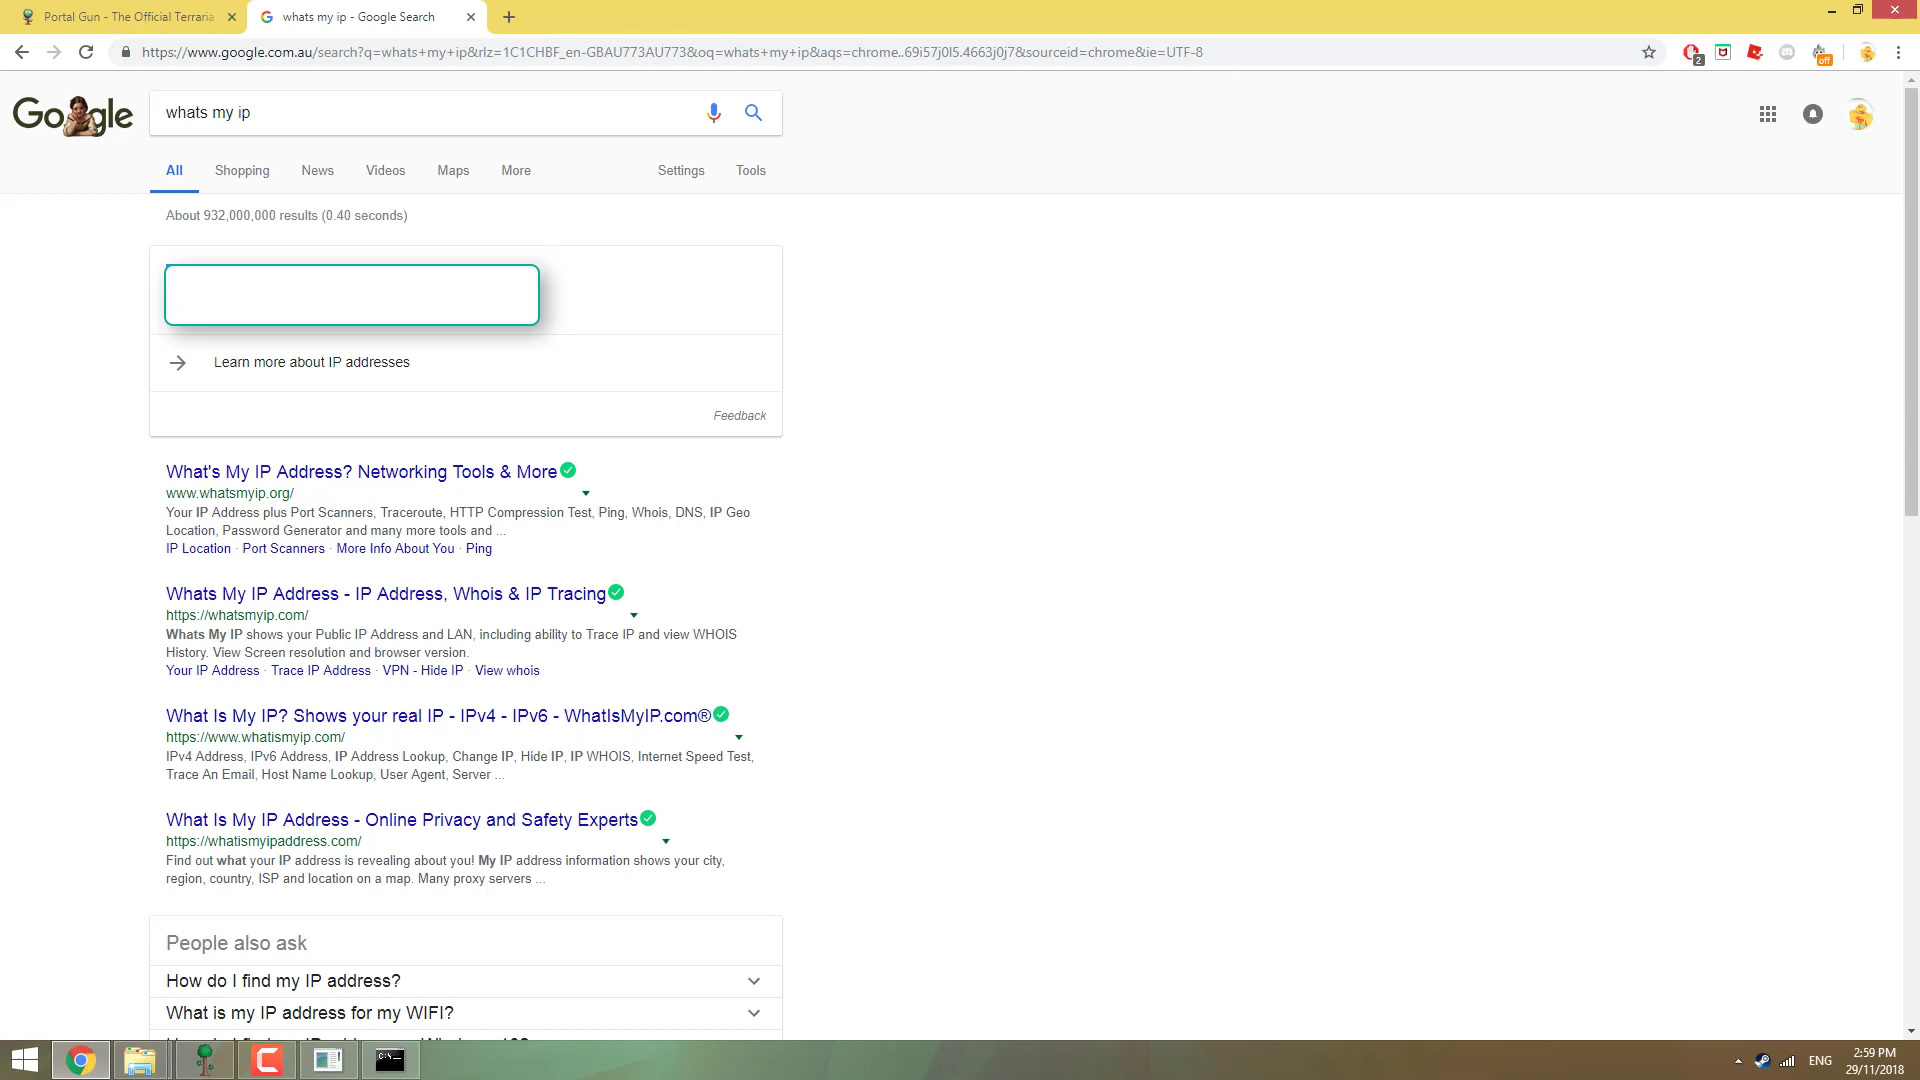 Portal Gun - The Official Terraria
whats my ip - Google Search
https://www.google.com.au/search?q=whats+my+ip&rlz=1C1CHBF_en-GBAU773AU773&oq=whats+my+ip&aqs=chrome..69i57j0l5.4663j0j7&sourceid=chrome&ie=UTF-8
2
off
Google
whats my ip
All Shopping News Videos Maps More Settings Tools
About 932,000,000 results (0.40 seconds)
Learn more about IP addresses
Feedback
What's My IP Address? Networking Tools & More
www.whatsmyip.org/
Your IP Address plus Port Scanners, Traceroute, HTTP Compression Test, Ping, Whois, DNS, IP Geo
Location, Password Generator and many more tools and ...
IP Location · Port Scanners · More Info About You · Ping
Whats My IP Address - IP Address, Whois & IP Tracing
https://whatsmyip.com/
Whats My IP shows your Public IP Address and LAN, including ability to Trace IP and view WHOIS
History. View Screen resolution and browser version.
Your IP Address · Trace IP Address · VPN - Hide IP · View whois
What Is My IP? Shows your real IP - IPv4 - IPv6 - WhatIsMyIP.com®
https://www.whatismyip.com/
IPv4 Address, IPv6 Address, IP Address Lookup, Change IP, Hide IP, IP WHOIS, Internet Speed Test,
Trace An Email, Host Name Lookup, User Agent, Server ...
What Is My IP Address - Online Privacy and Safety Experts
https://whatismyipaddress.com/
Find out what your IP address is revealing about you! My IP address information shows your city,
region, country, ISP and location on a map. Many proxy servers ...
People also ask
How do I find my IP address?
What is my IP address for my WIFI?
ENG
2:59 PM
29/11/2018